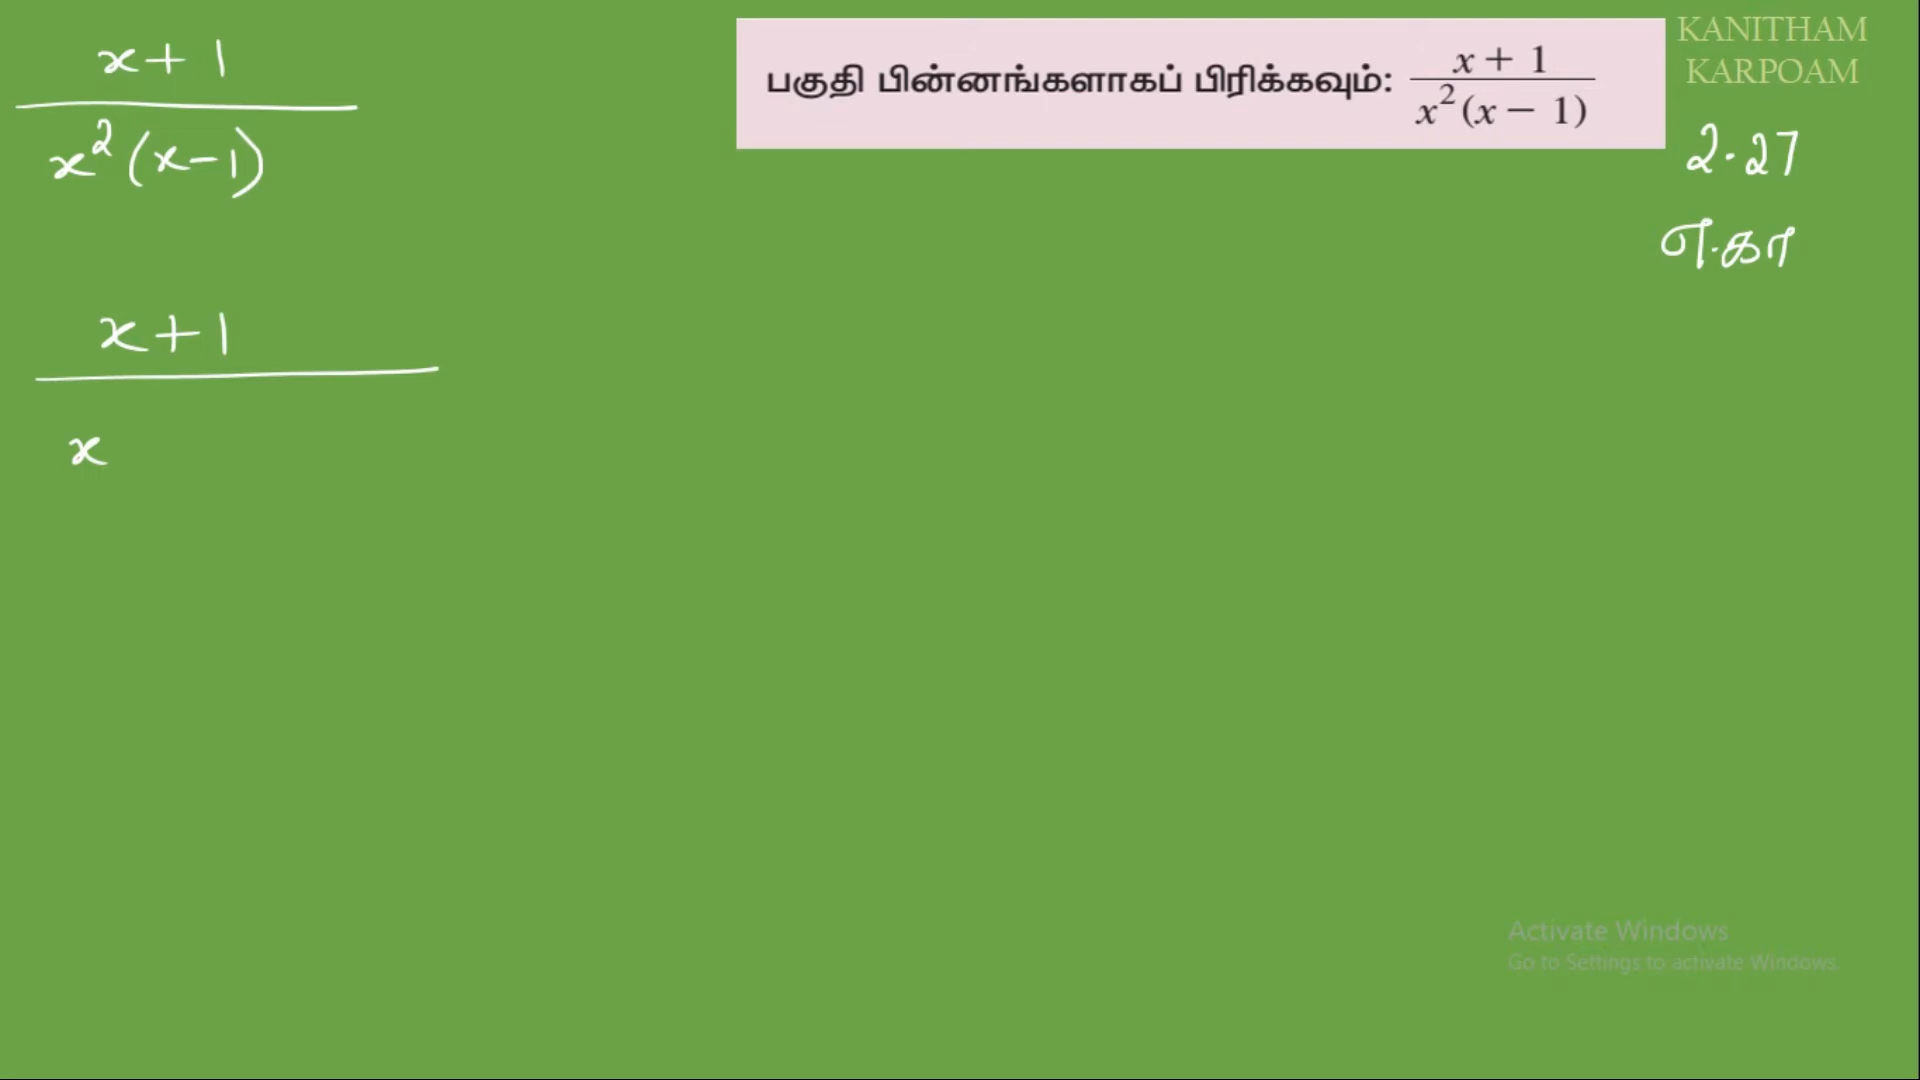 x + 1
x² (x - 1)
பகுதி பின்னங்களாகப் பிரிக்கவும்: x + 1 / x² (x − 1)
KANITHAM
KARPOAM
2.27
எ.கா
x + 1
x
Activate Windows
Go to Settings to activate Windows.